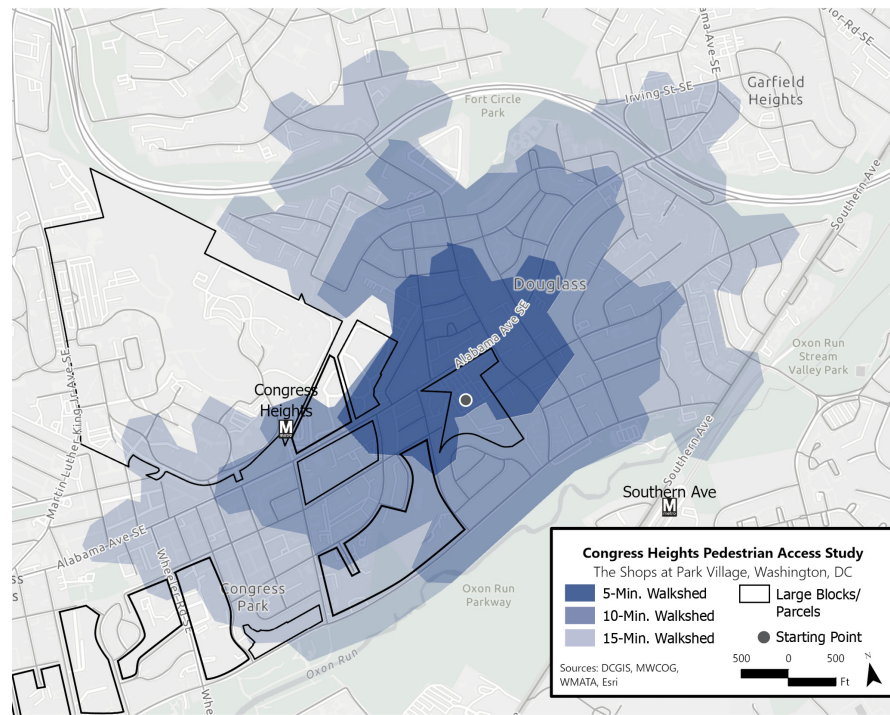 Irving St SE
Garfield
Heights
Fort Circle
Park
Southern Ave
Douglass
Alabama Ave SE
Oxon Run
Stream
Valley Park
Congress
Heights
M
Martin Luther King Jr Ave SE
Southern Ave
Southern Ave
M
Alabama Ave SE
Wheeler Rd SE
Congress
Park
Oxon Run
Parkway
Oxon Run
Congress Heights Pedestrian Access Study
The Shops at Park Village, Washington, DC
5-Min. Walkshed
10-Min. Walkshed
15-Min. Walkshed
Large Blocks/
Parcels
Starting Point
Sources: DCGIS, MWCOG,
WMATA, Esri
500 0 500
Ft
N